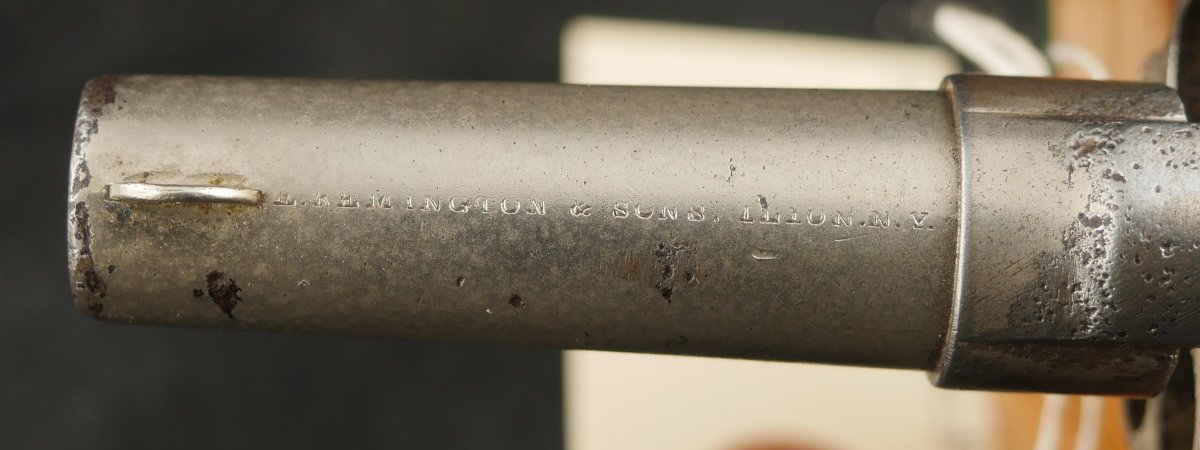 E. REMINGTON & SONS. ILION. N.Y.